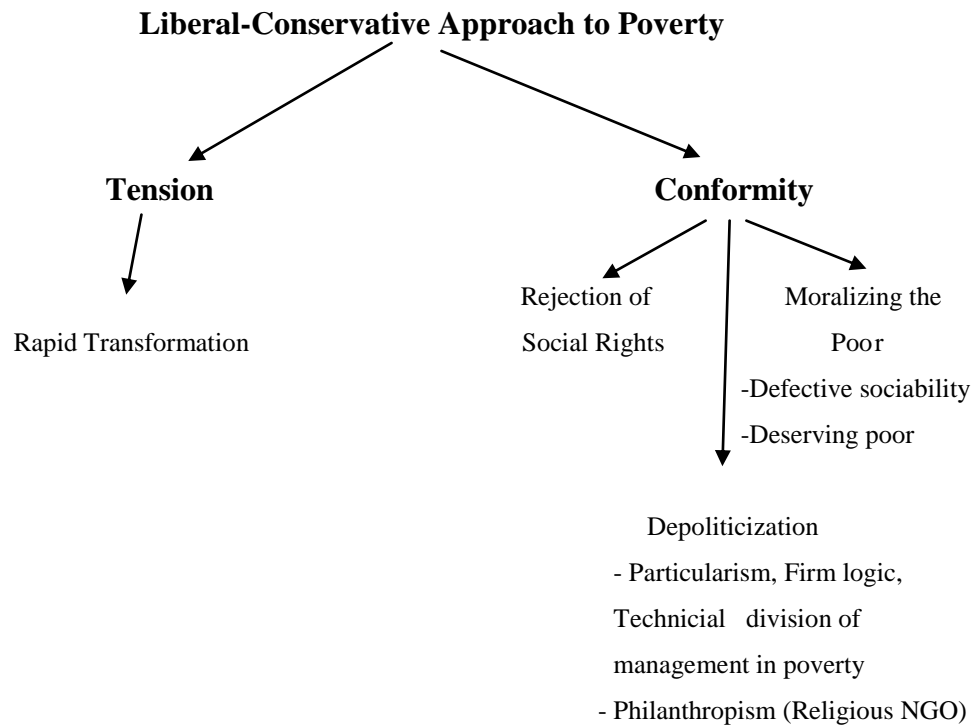 Liberal-Conservative Approach to Poverty
Tension
Conformity
Rapid Transformation
Rejection of
Social Rights
Moralizing the
Poor
-Defective sociability
-Deserving poor
Depoliticization
- Particularism, Firm logic,
Technicial division of
management in poverty
- Philanthropism (Religious NGO)